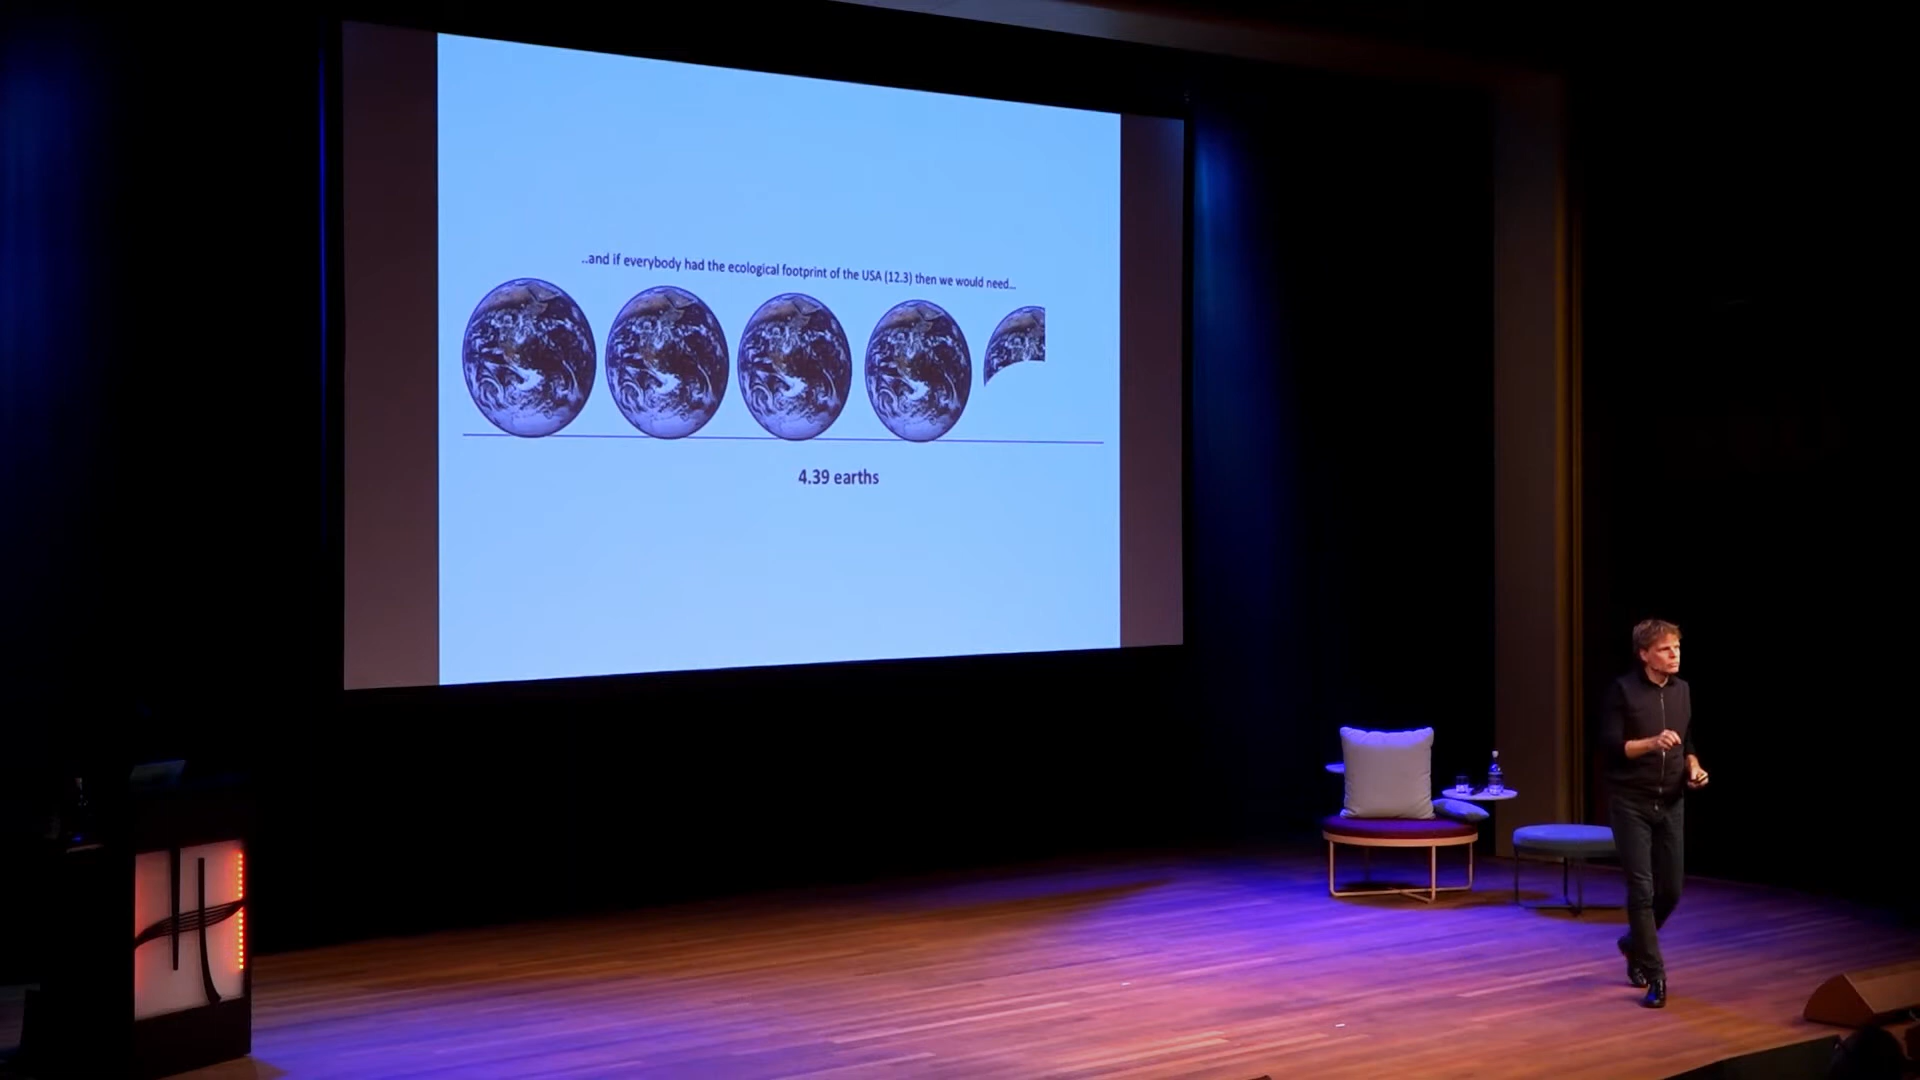 ..and if everybody had the ecological footprint of the USA (12.3) then we would need...
4.39 earths